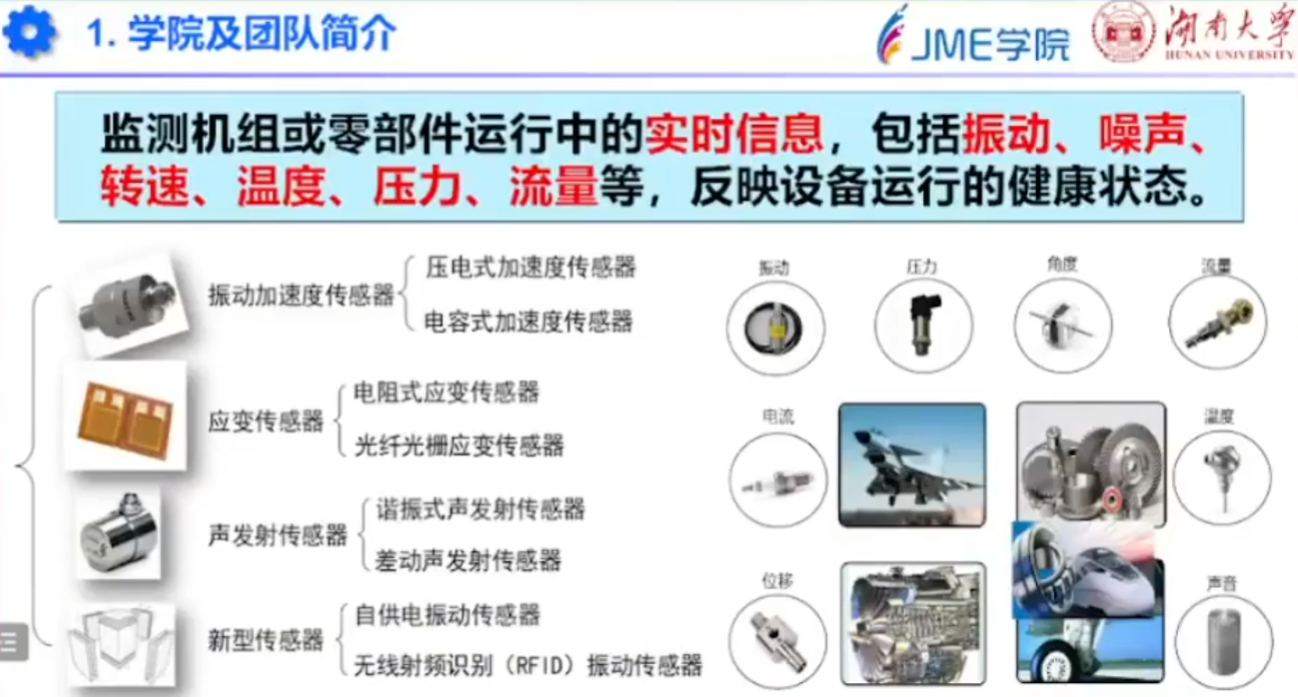 1. 学院及团队简介
JME学院
湖南大学
HUNAN UNIVERSITY
监测机组或零部件运行中的实时信息，包括振动、噪声、
转速、温度、压力、流量等，反映设备运行的健康状态。
振动加速度传感器
压电式加速度传感器
电容式加速度传感器
应变传感器
电阻式应变传感器
光纤光栅应变传感器
声发射传感器
谐振式声发射传感器
差动声发射传感器
新型传感器
自供电振动传感器
无线射频识别（RFID）振动传感器
振动
压力
角度
流量
电流
温度
位移
声音